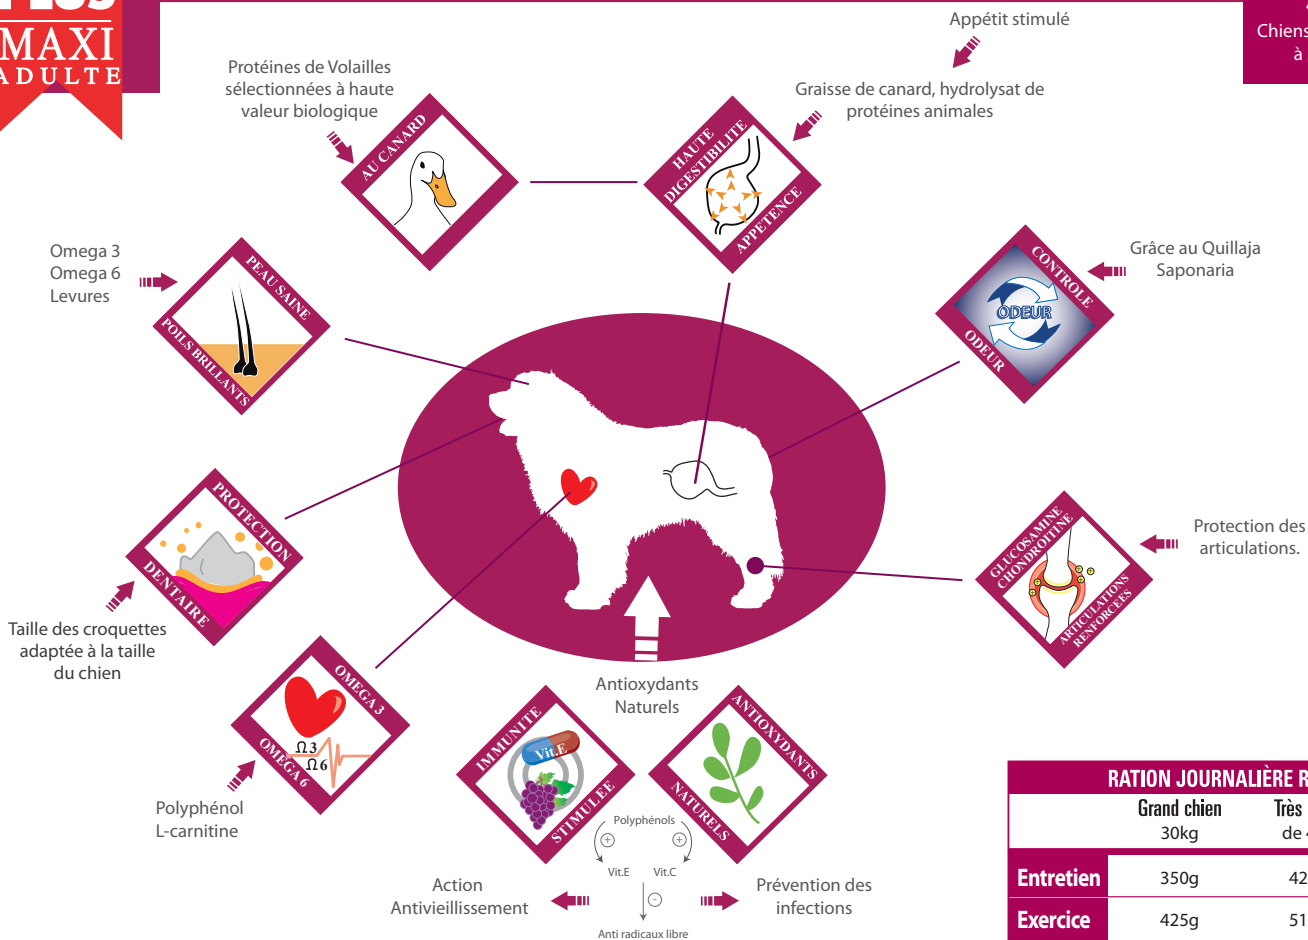 PLUS
MAXI
ADULTE
Chiens
à
Appétit stimulé
Graisse de canard, hydrolysat de
protéines animales
Protéines de Volailles
sélectionnées à haute
valeur biologique
AU CANARD
HAUTE
DIGESTIBILITE
APPETENCE
Omega 3
Omega 6
Levures
PEAU SAINE
POILS BRILLANTS
Grâce au Quillaja
Saponaria
CONTROLE
ODEUR
ODEUR
PROTECTION
DENTAIRE
Taille des croquettes
adaptée à la taille
du chien
Protection des
articulations.
GLUCOSAMINE
CHONDROITINE
ARTICULATIONS
RENFORCEES
OMEGA 3
Ω3
Ω6
OMEGA 6
Polyphénol
L-carnitine
Antioxydants
Naturels
IMMUNITE
Vit.E
STIMULEE
ANTIOXYDANTS
NATURELS
Polyphénols
+
+
Vit.E
Vit.C
-
Anti radicaux libre
Action
Antivieillissement
Prévention des
infections
RATION JOURNALIÈRE R
Grand chien
30kg
Très
de
Entretien
350g
42
Exercice
425g
51